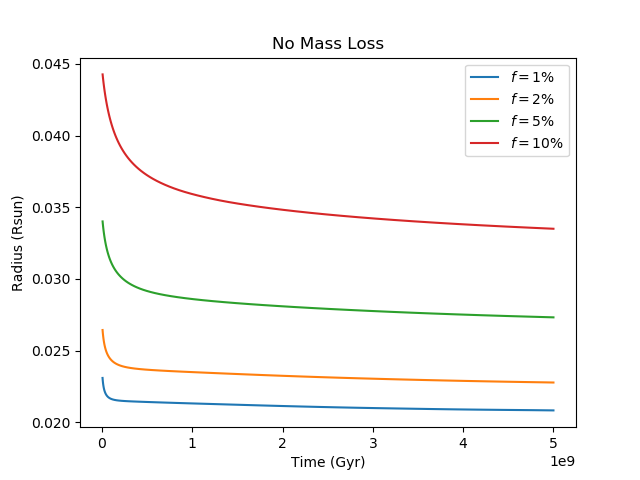 No Mass Loss
0.045
0.040
0.035
0.030
0.025
0.020
Radius (Rsun)
f = 1%
f = 2%
f = 5%
f = 10%
0 1 2 3 4 5
1e9
Time (Gyr)